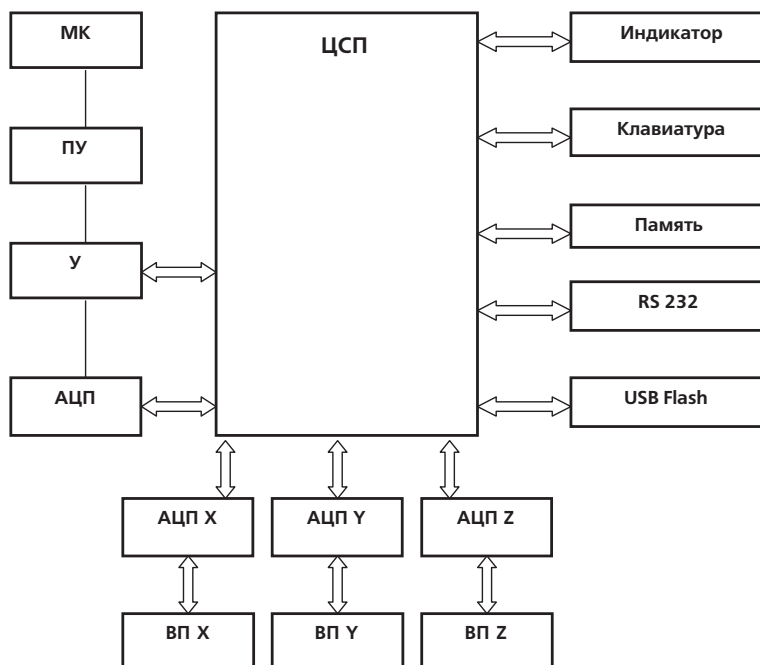 МК
ЦСП
Индикатор
ПУ
Клавиатура
У
Память
RS 232
АЦП
USB Flash
АЦП X
АЦП Y
АЦП Z
ВП X
ВП Y
ВП Z